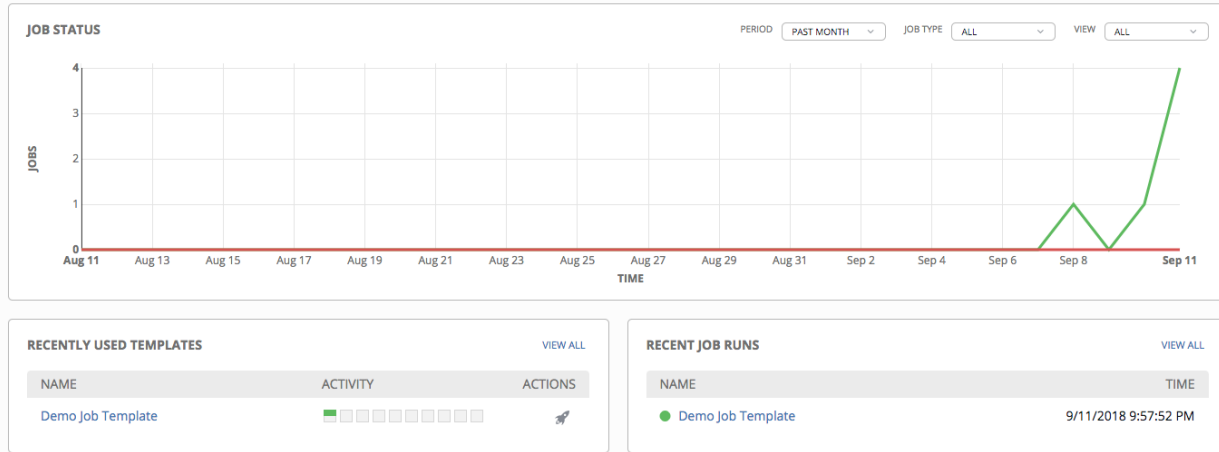 JOB STATUS
PERIOD PAST MONTH JOB TYPE ALL VIEW ALL
4
3
2
1
0
JOBS
Aug 11 Aug 13 Aug 15 Aug 17 Aug 19 Aug 21 Aug 23 Aug 25 Aug 27 Aug 29 Aug 31 Sep 2 Sep 4 Sep 6 Sep 8 Sep 11
TIME
RECENTLY USED TEMPLATES VIEW ALL
NAME ACTIVITY ACTIONS
Demo Job Template
RECENT JOB RUNS VIEW ALL
NAME TIME
Demo Job Template 9/11/2018 9:57:52 PM